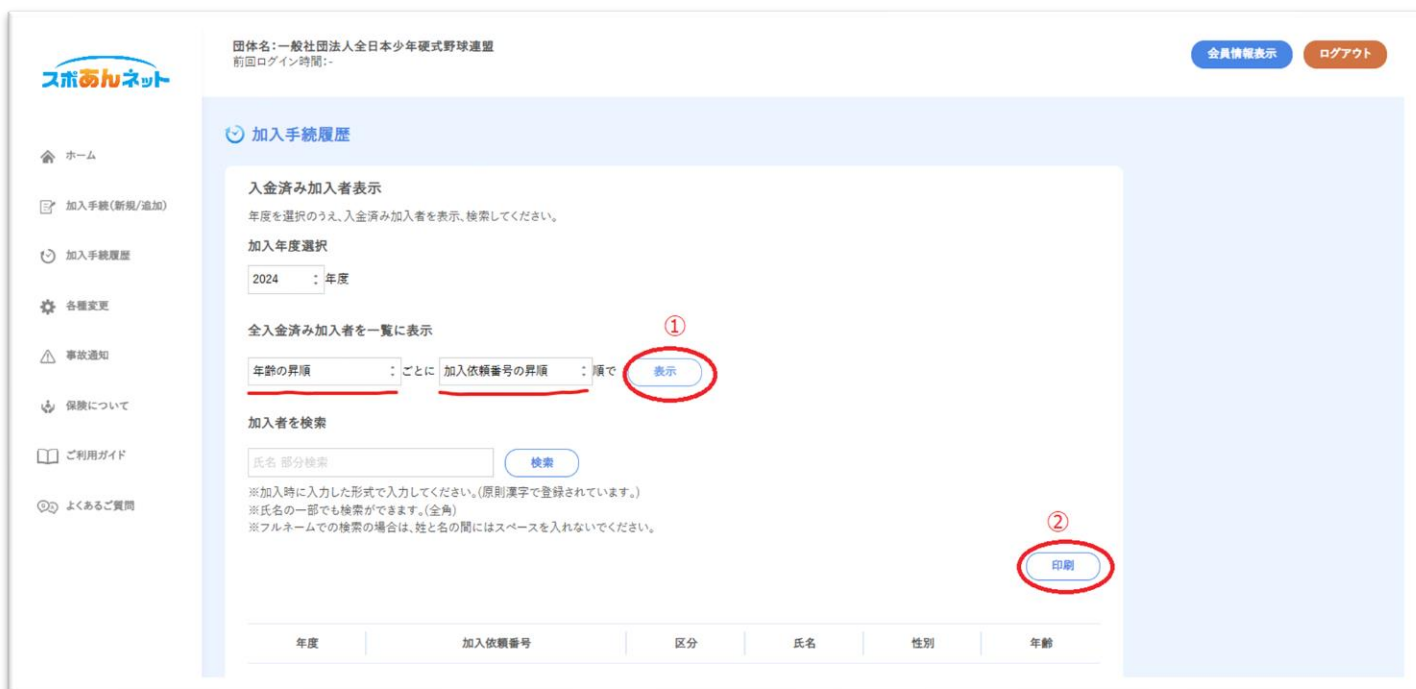 スポあんネット
団体名:一般社団法人全日本少年硬式野球連盟
前回ログイン時間:-
会員情報表示
ログアウト
ホーム
加入手続(新規/追加)
加入手続履歴
各種変更
事故通知
保険について
ご利用ガイド
よくあるご質問
加入手続履歴
入金済み加入者表示
年度を選択のうえ、入金済み加入者を表示、検索してください。
加入年度選択
2024 年度
全入金済み加入者を一覧に表示
①
年齢の昇順 ごとに 加入依頼番号の昇順 順で 表示
加入者を検索
氏名 部分検索 検索
※加入時に入力した形式で入力してください。(原則漢字で登録されています。)
※氏名の一部でも検索ができます。(全角)
※フルネームでの検索の場合は、姓と名の間にはスペースを入れないでください。
②
印刷
年度 加入依頼番号 区分 氏名 性別 年齢